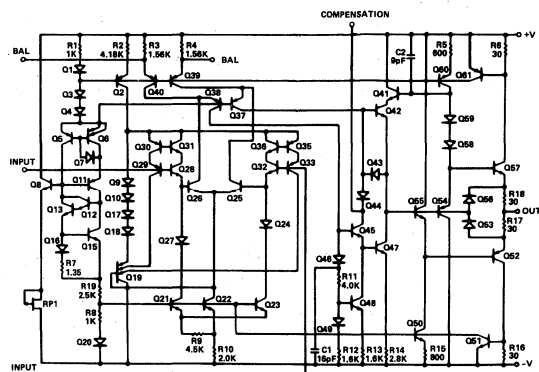 COMPENSATION
+V
R1
1K
R2
4.18K
R3
1.56K
R4
1.56K
C2
9pF
R5
600
R6
30
BAL
BAL
Q1
Q2
Q39
Q40
Q38
Q37
Q60
Q61
Q41
Q42
Q3
Q4
Q5
Q6
Q7
Q59
Q58
Q30
Q31
Q36
Q35
INPUT
Q29
Q28
Q32
Q33
Q43
Q57
Q8
Q11
Q9
Q10
Q26
Q25
Q44
Q55
Q54
Q56
Q53
R18
30
OUT
R17
30
Q13
Q12
Q17
Q18
Q24
Q45
Q47
Q15
Q16
Q27
Q46
Q52
R7
1.35
Q19
R11
4.0K
R19
2.5K
RP1
Q21
Q22
Q23
Q48
Q50
R8
1K
Q49
Q51
R9
4.5K
R10
2.0K
C1
16pF
R12
1.6K
R13
1.6K
R14
2.8K
R15
800
R16
30
Q20
INPUT
-V